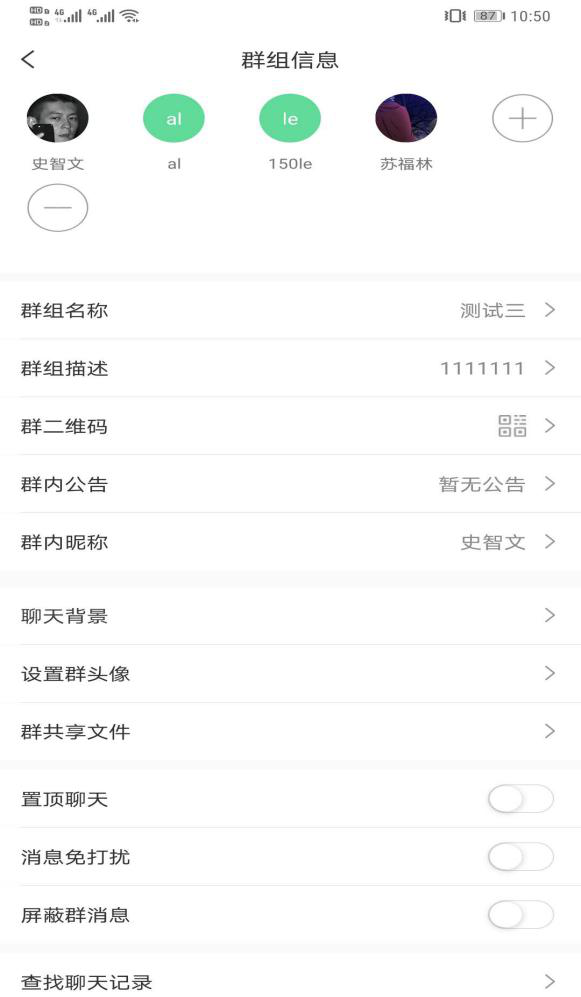 HD 4G 4G 87 10:50
群组信息
al le
史智文 al 150le 苏福林
群组名称 测试三
群组描述 1111111
群二维码
群内公告 暂无公告
群内昵称 史智文
聊天背景
设置群头像
群共享文件
置顶聊天
消息免打扰
屏蔽群消息
查找聊天记录